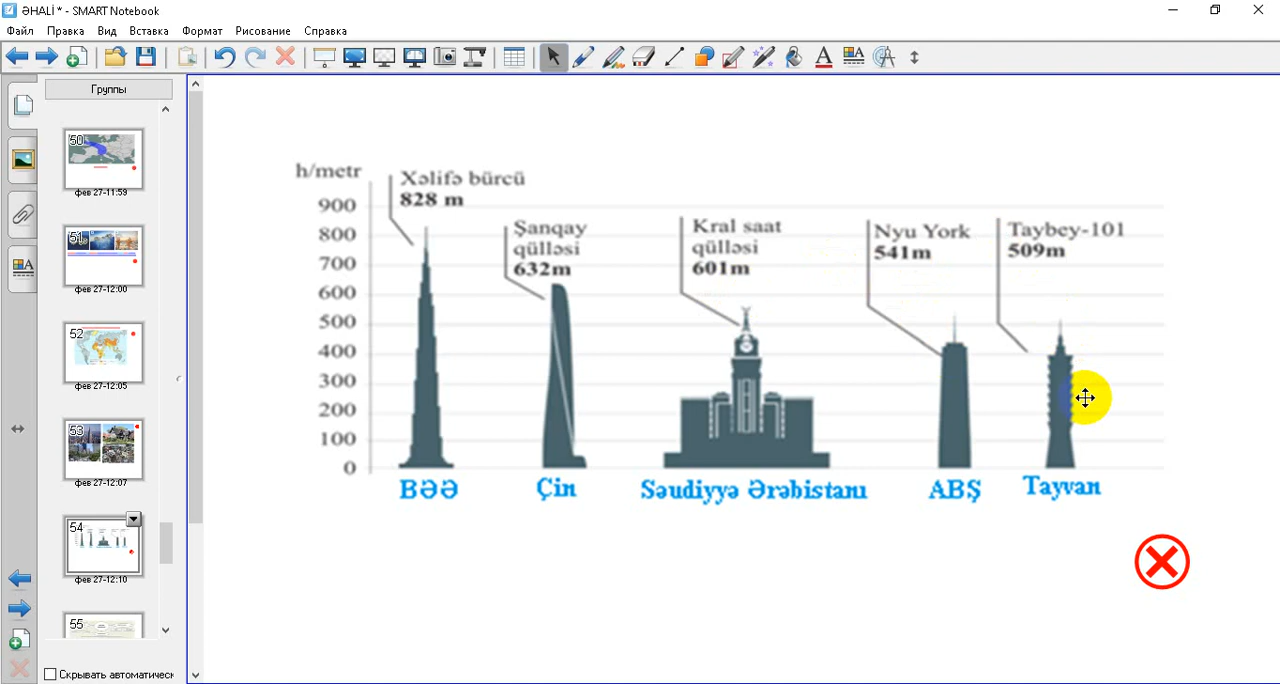 ƏHALİ * - SMART Notebook
Файл Правка Вид Вставка Формат Рисование Справка
Группы
50
фев 27-11:59
51
фев 27-12:00
52
фев 27-12:05
53
фев 27-12:07
54
фев 27-12:10
55
Скрывать автоматическ
h/metr
900
800
700
600
500
400
300
200
100
0
Xəlifə bürcü
828 m
Şanqay
qülləsi
632m
Kral saat
qülləsi
601m
Nyu York
541m
Taybey-101
509m
BƏƏ
Çin
Səudiyyə Ərəbistanı
ABŞ
Tayvan